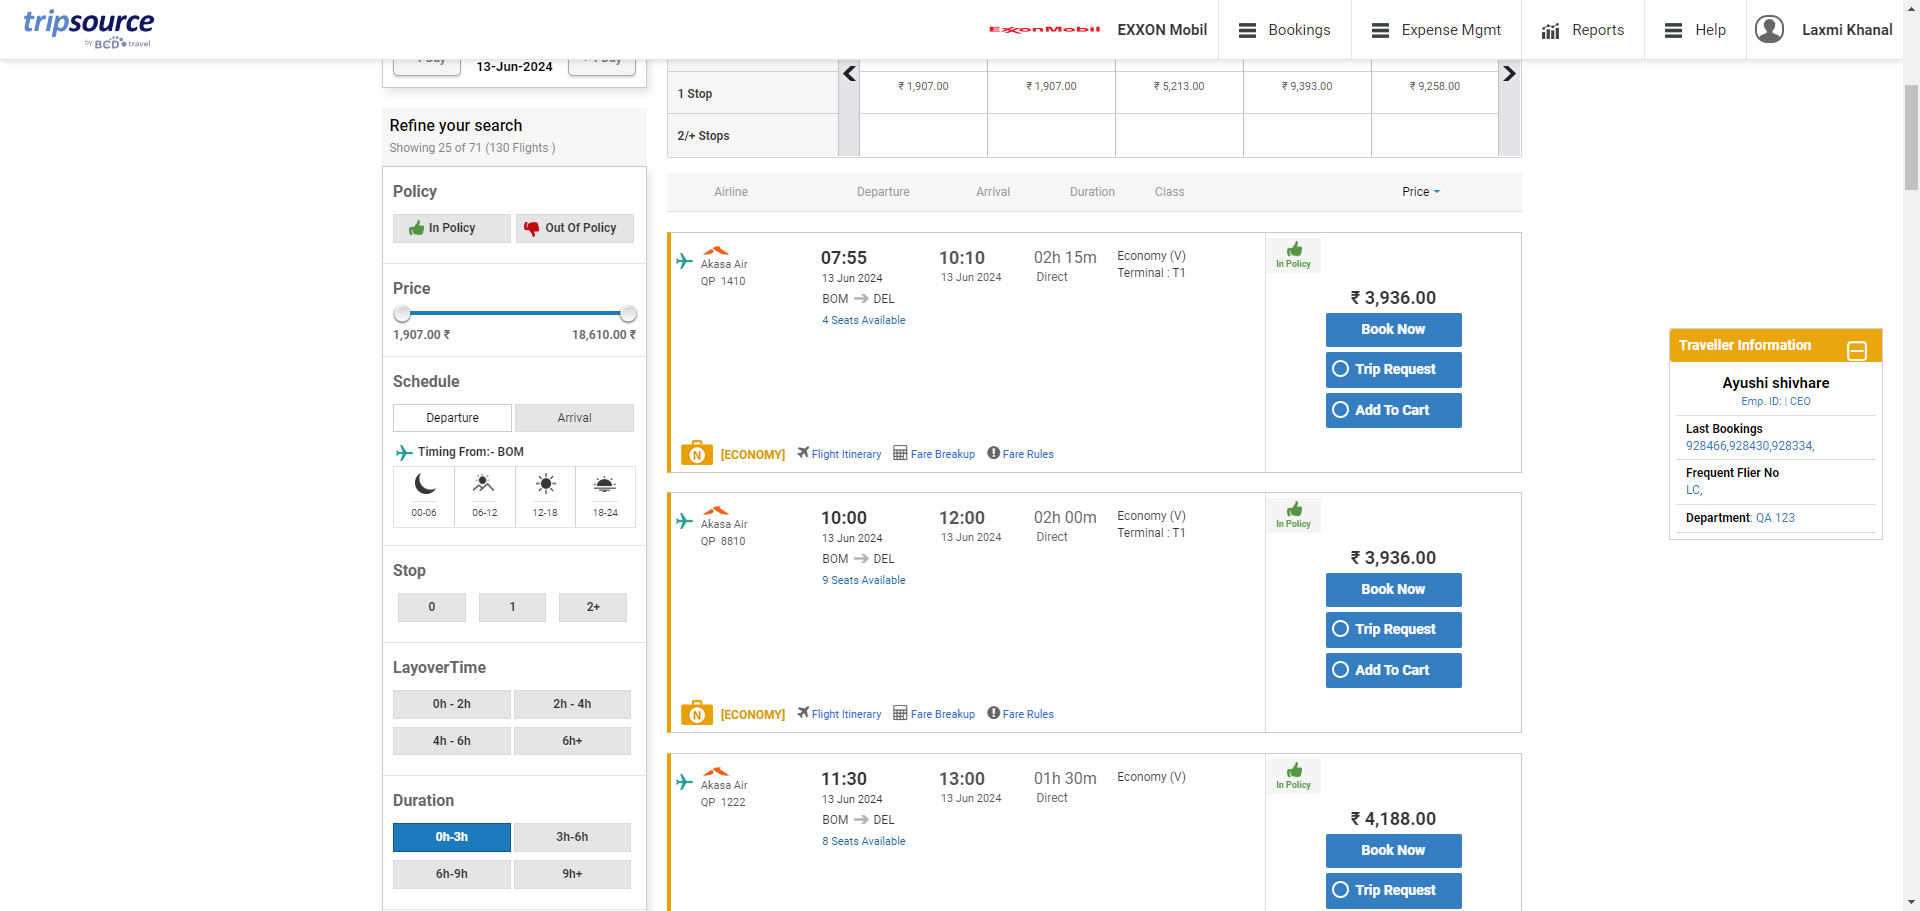 tripsource
by BCD travel
ExxonMobil
EXXON Mobil
Bookings
Expense Mgmt
Reports
Help
Laxmi Khanal
13-Jun-2024
1 Stop
₹ 1,907.00
₹ 1,907.00
₹ 5,213.00
₹ 9,393.00
₹ 9,258.00
2/+ Stops
Refine your search
Showing 25 of 71 (130 Flights )
Policy
In Policy
Out Of Policy
Price
1,907.00 ₹
18,610.00 ₹
Schedule
Departure
Arrival
Timing From:- BOM
00-06
06-12
12-18
18-24
Stop
0
1
2+
LayoverTime
0h - 2h
2h - 4h
4h - 6h
6h+
Duration
0h-3h
3h-6h
6h-9h
9h+
Airline
Departure
Arrival
Duration
Class
Price
Akasa Air
QP 1410
07:55
13 Jun 2024
BOM
DEL
4 Seats Available
10:10
13 Jun 2024
02h 15m
Direct
Economy (V)
Terminal : T1
In Policy
₹ 3,936.00
Book Now
Trip Request
Add To Cart
N
[ECONOMY]
Flight Itinerary
Fare Breakup
Fare Rules
Akasa Air
QP 8810
10:00
13 Jun 2024
BOM
DEL
9 Seats Available
12:00
13 Jun 2024
02h 00m
Direct
Economy (V)
Terminal : T1
In Policy
₹ 3,936.00
Book Now
Trip Request
Add To Cart
N
[ECONOMY]
Flight Itinerary
Fare Breakup
Fare Rules
Akasa Air
QP 1222
11:30
13 Jun 2024
BOM
DEL
8 Seats Available
13:00
13 Jun 2024
01h 30m
Direct
Economy (V)
In Policy
₹ 4,188.00
Book Now
Trip Request
Traveller Information
Ayushi shivhare
Emp. ID: | CEO
Last Bookings
928466,928430,928334,
Frequent Flier No
LC,
Department: QA 123